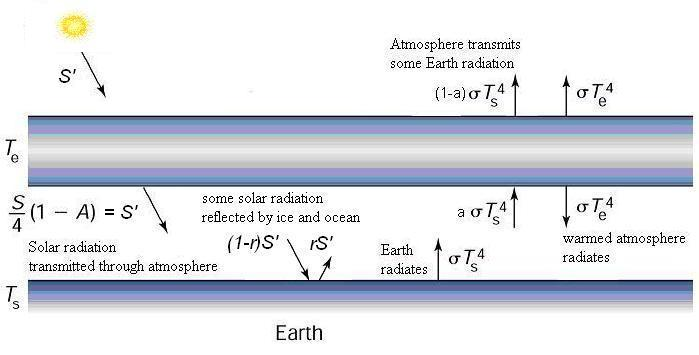 Atmosphere transmits
some Earth radiation
S'
(1-a)σT_s^4
σT_e^4
T_e
S/4 (1 − A) = S'
some solar radiation
reflected by ice and ocean
a σT_s^4
σT_e^4
Solar radiation
transmitted through atmosphere
(1-r)S'
rS'
Earth
radiates
σT_s^4
warmed atmosphere
radiates
T_s
Earth